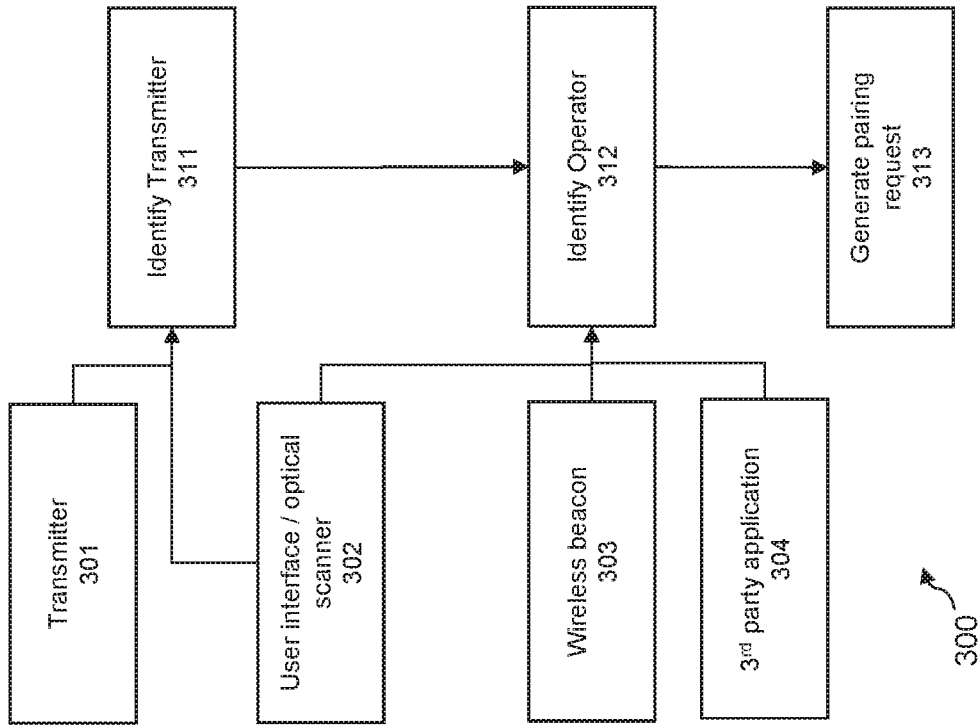 Transmitter
301
User interface / optical
scanner
302
Wireless beacon
303
3rd party application
304
Identify Transmitter
311
Identify Operator
312
Generate pairing
request
313
300